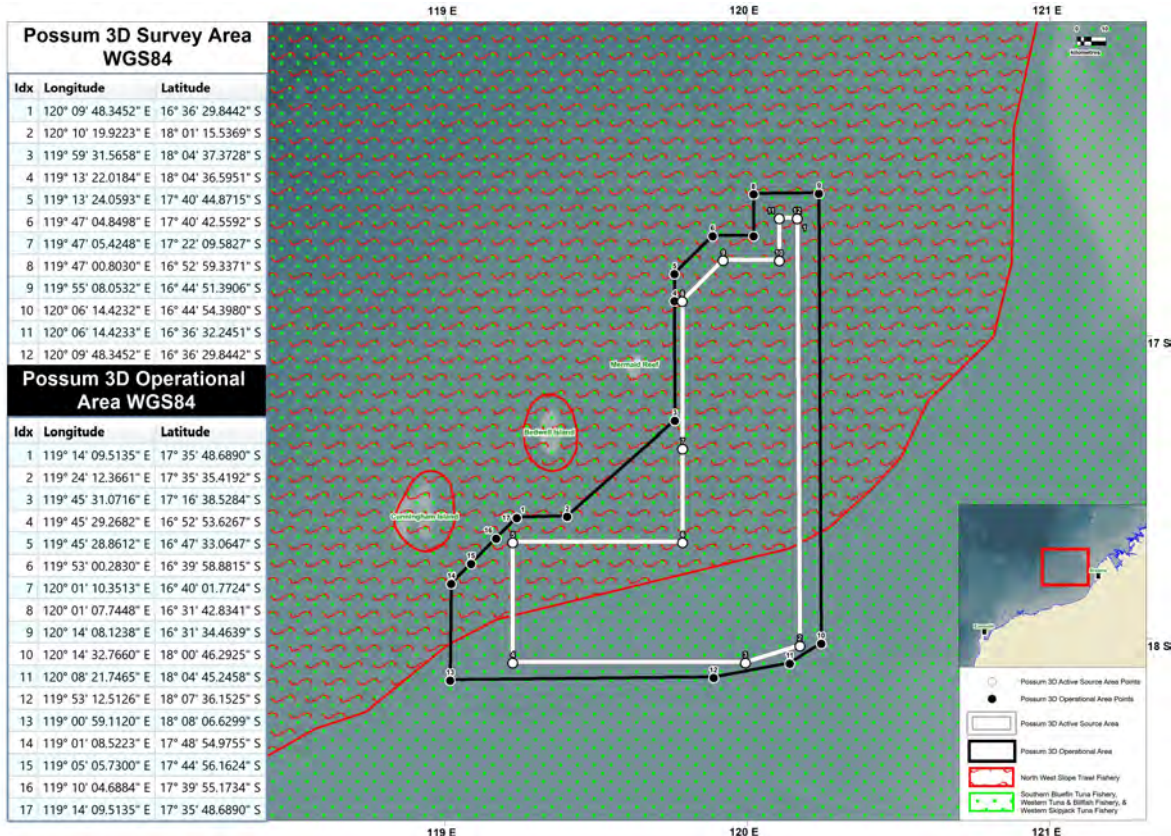 119 E
120 E
121 E
Possum 3D Survey Area
WGS84
Idx Longitude Latitude
1 120° 09' 48.3452" E 16° 36' 29.8442" S
2 120° 10' 19.9223" E 18° 01' 15.5369" S
3 119° 59' 31.5658" E 18° 04' 37.3728" S
4 119° 13' 22.0184" E 18° 04' 36.5951" S
5 119° 13' 24.0593" E 17° 40' 44.8715" S
6 119° 47' 04.8498" E 17° 40' 42.5592" S
7 119° 47' 05.4248" E 17° 22' 09.5827" S
8 119° 47' 00.8030" E 16° 52' 59.3371" S
9 119° 55' 08.0532" E 16° 44' 51.3906" S
10 120° 06' 14.4232" E 16° 44' 54.3980" S
11 120° 06' 14.4233" E 16° 36' 32.2451" S
12 120° 09' 48.3452" E 16° 36' 29.8442" S
Possum 3D Operational
Area WGS84
Idx Longitude Latitude
1 119° 14' 09.5135" E 17° 35' 48.6890" S
2 119° 24' 12.3661" E 17° 35' 35.4192" S
3 119° 45' 31.0716" E 17° 16' 38.5284" S
4 119° 45' 29.2682" E 16° 52' 53.6267" S
5 119° 45' 28.8612" E 16° 47' 33.0647" S
6 119° 53' 00.2830" E 16° 39' 58.8815" S
7 120° 01' 10.3513" E 16° 40' 01.7724" S
8 120° 01' 07.7448" E 16° 31' 42.8341" S
9 120° 14' 08.1238" E 16° 31' 34.4639" S
10 120° 14' 32.7660" E 18° 00' 46.2925" S
11 120° 08' 21.7465" E 18° 04' 45.2458" S
12 119° 53' 12.5126" E 18° 07' 36.1525" S
13 119° 00' 59.1120" E 18° 08' 06.6299" S
14 119° 01' 08.5223" E 17° 48' 54.9755" S
15 119° 05' 05.7300" E 17° 44' 56.1624" S
16 119° 10' 04.6884" E 17° 39' 55.1734" S
17 119° 14' 09.5135" E 17° 35' 48.6890" S
Kilometres
Mermaid Reef
Bedwell Island
Cunningham Island
17 S
18 S
Possum 3D Active Source Area Points
Possum 3D Operational Area Points
Possum 3D Active Source Area
Possum 3D Operational Area
North West Slope Trawl Fishery
Southern Bluefin Tuna Fishery,
Western Tuna & Billfish Fishery, &
Western Skipjack Tuna Fishery
119 E
120 E
121 E